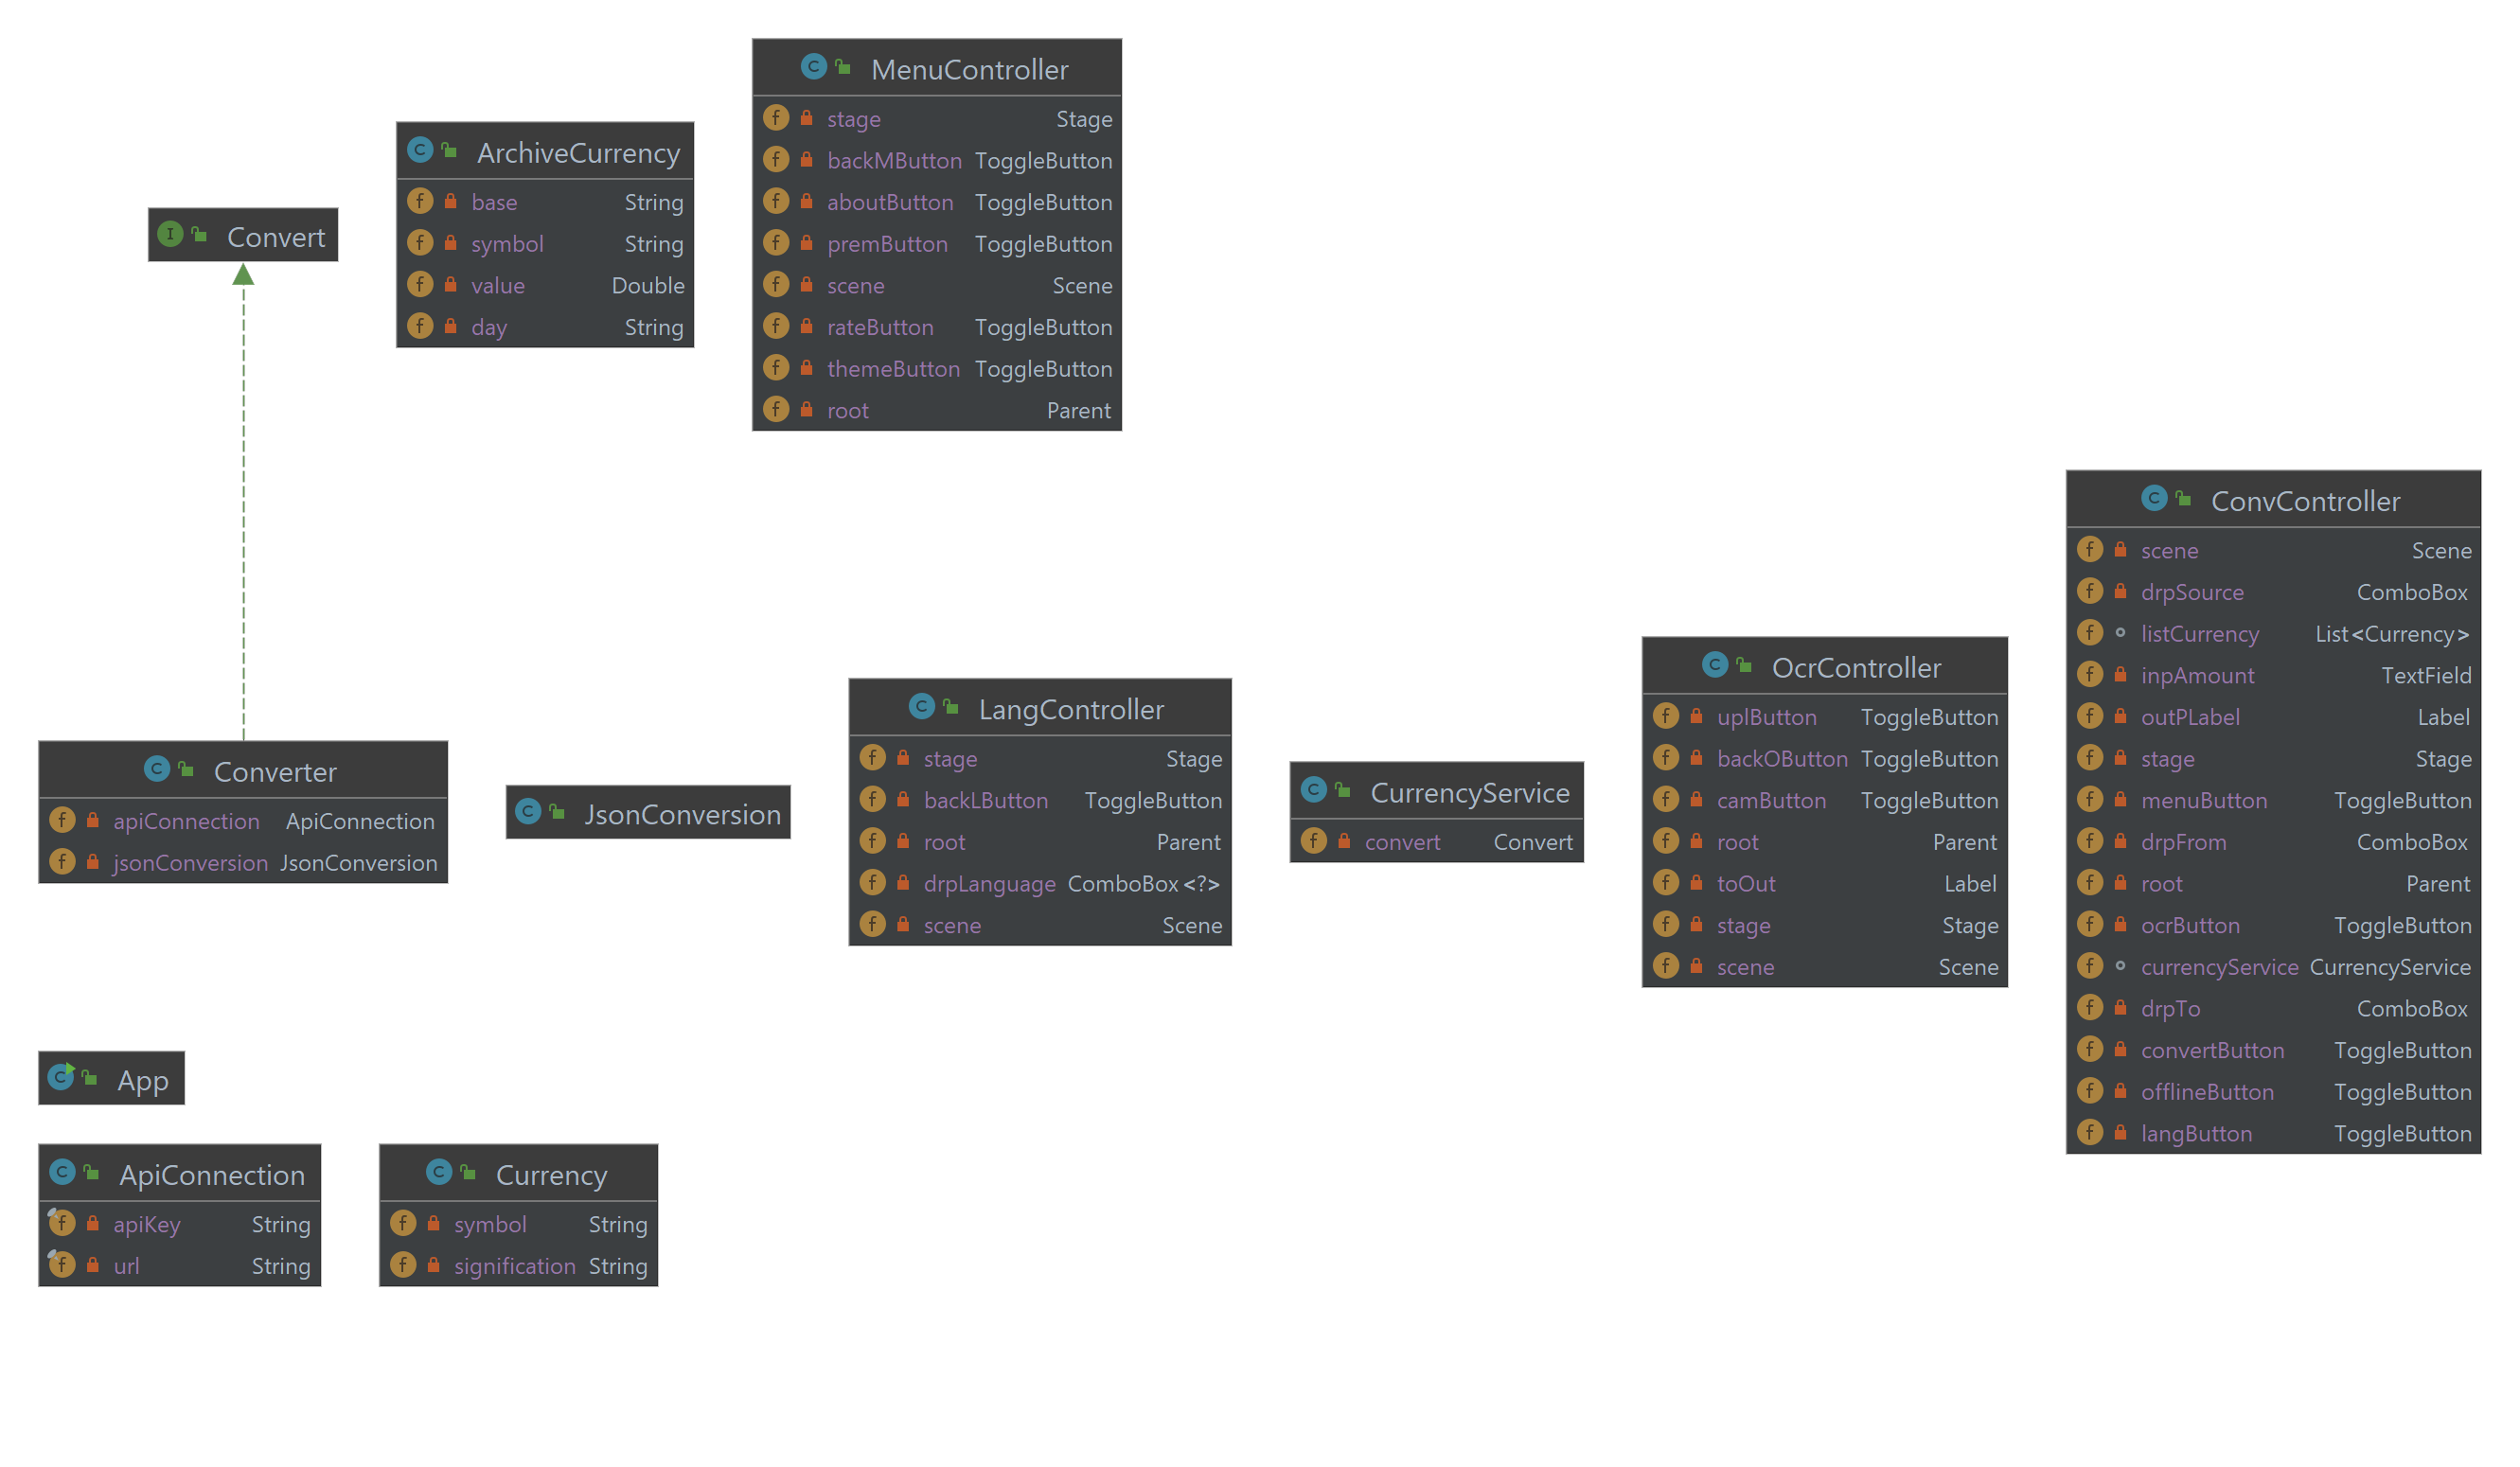 MenuController
stage Stage
backMButton ToggleButton
aboutButton ToggleButton
premButton ToggleButton
scene Scene
rateButton ToggleButton
themeButton ToggleButton
root Parent
ArchiveCurrency
base String
symbol String
value Double
day String
Convert
ConvController
scene Scene
drpSource ComboBox
listCurrency List<Currency>
inpAmount TextField
outPLabel Label
stage Stage
menuButton ToggleButton
drpFrom ComboBox
root Parent
ocrButton ToggleButton
currencyService CurrencyService
drpTo ComboBox
convertButton ToggleButton
offlineButton ToggleButton
langButton ToggleButton
OcrController
uplButton ToggleButton
backOButton ToggleButton
camButton ToggleButton
root Parent
toOut Label
stage Stage
scene Scene
LangController
stage Stage
backLButton ToggleButton
root Parent
drpLanguage ComboBox<?>
scene Scene
CurrencyService
convert Convert
Converter
apiConnection ApiConnection
jsonConversion JsonConversion
JsonConversion
App
ApiConnection
apiKey String
url String
Currency
symbol String
signification String